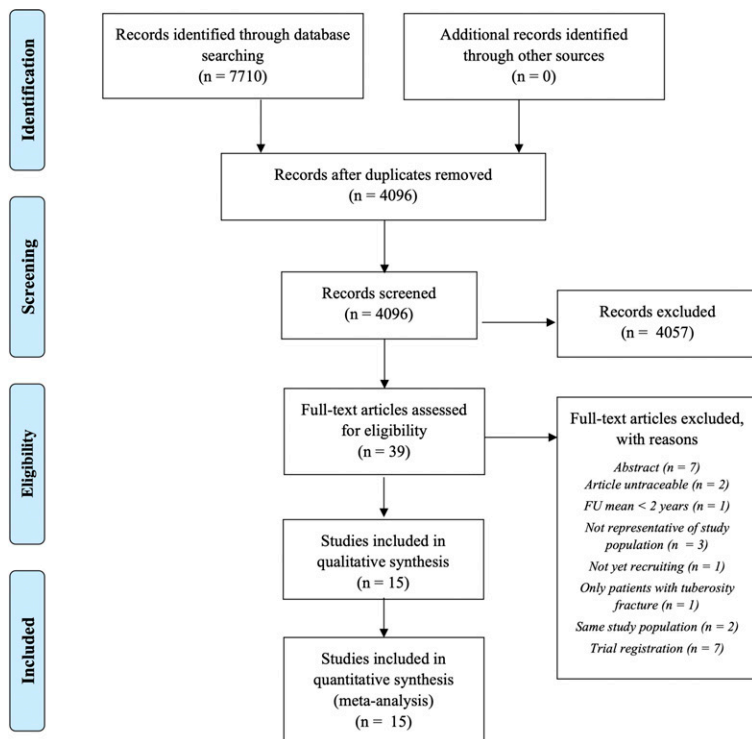 Identification
Records identified through database
searching
(n = 7710)
Additional records identified
through other sources
(n = 0)
Records after duplicates removed
(n = 4096)
Screening
Records screened
(n = 4096)
Records excluded
(n = 4057)
Eligibility
Full-text articles assessed
for eligibility
(n = 39)
Full-text articles excluded,
with reasons
Abstract (n = 7)
Article untraceable (n = 2)
FU mean < 2 years (n = 1)
Not representative of study
population (n = 3)
Not yet recruiting (n = 1)
Only patients with tuberosity
fracture (n = 1)
Same study population (n = 2)
Trial registration (n = 7)
Studies included in
qualitative synthesis
(n = 15)
Included
Studies included in
quantitative synthesis
(meta-analysis)
(n = 15)